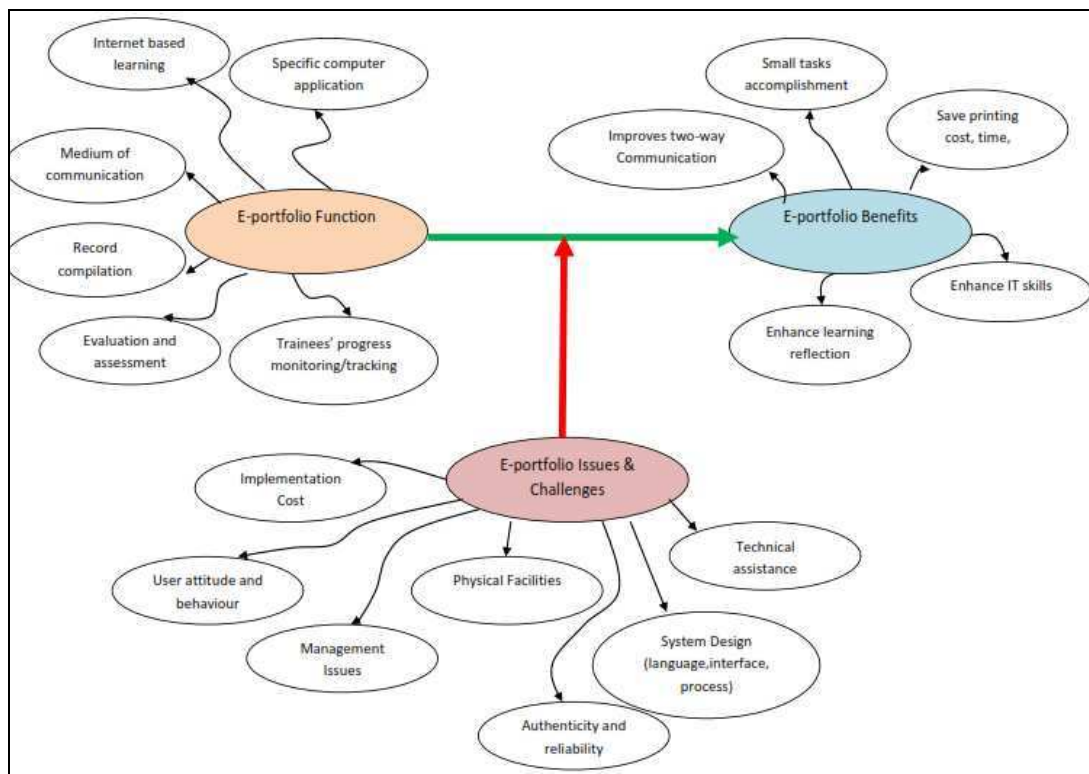 Internet based
learning
Specific computer
application
Medium of
communication
E-portfolio Function
Record
compilation
Evaluation and
assessment
Trainees' progress
monitoring/tracking
Small tasks
accomplishment
Improves two-way
Communication
Save printing
cost, time,
E-portfolio Benefits
Enhance IT skills
Enhance learning
reflection
E-portfolio Issues &
Challenges
Implementation
Cost
User attitude and
behaviour
Management
Issues
Physical Facilities
Technical
assistance
System Design
(language,interface,
process)
Authenticity and
reliability